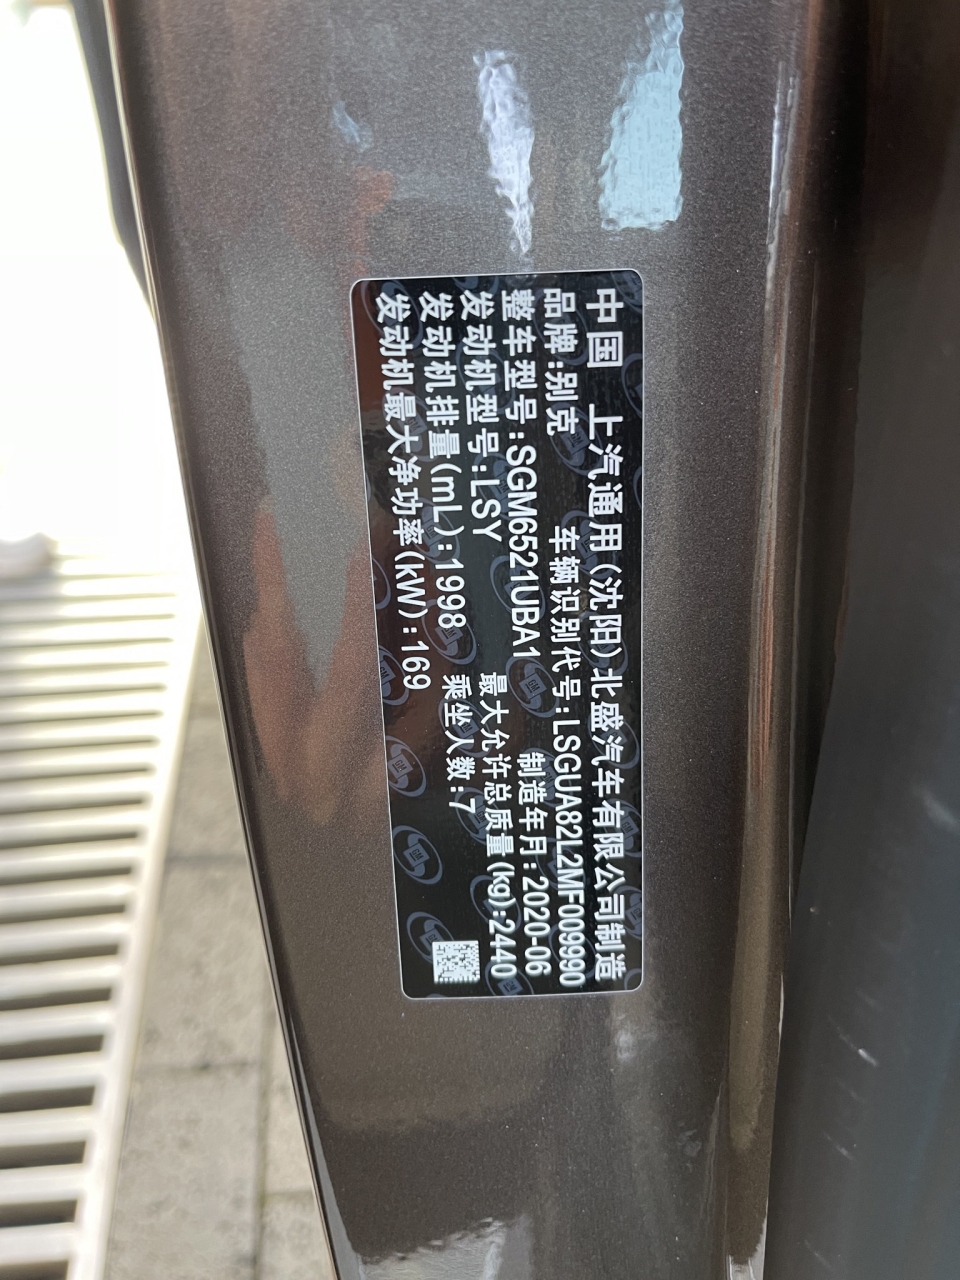 中国 上汽通用(沈阳)北盛汽车有限公司制造
品牌:别克 车辆识别代号:LSGUA82L2MF009990
整车型号:SGM6521UBA1 制造年月:2020-06
发动机型号:LSY 最大允许总质量(kg):2440
发动机排量(mL):1998 乘坐人数:7
发动机最大净功率(kW):169